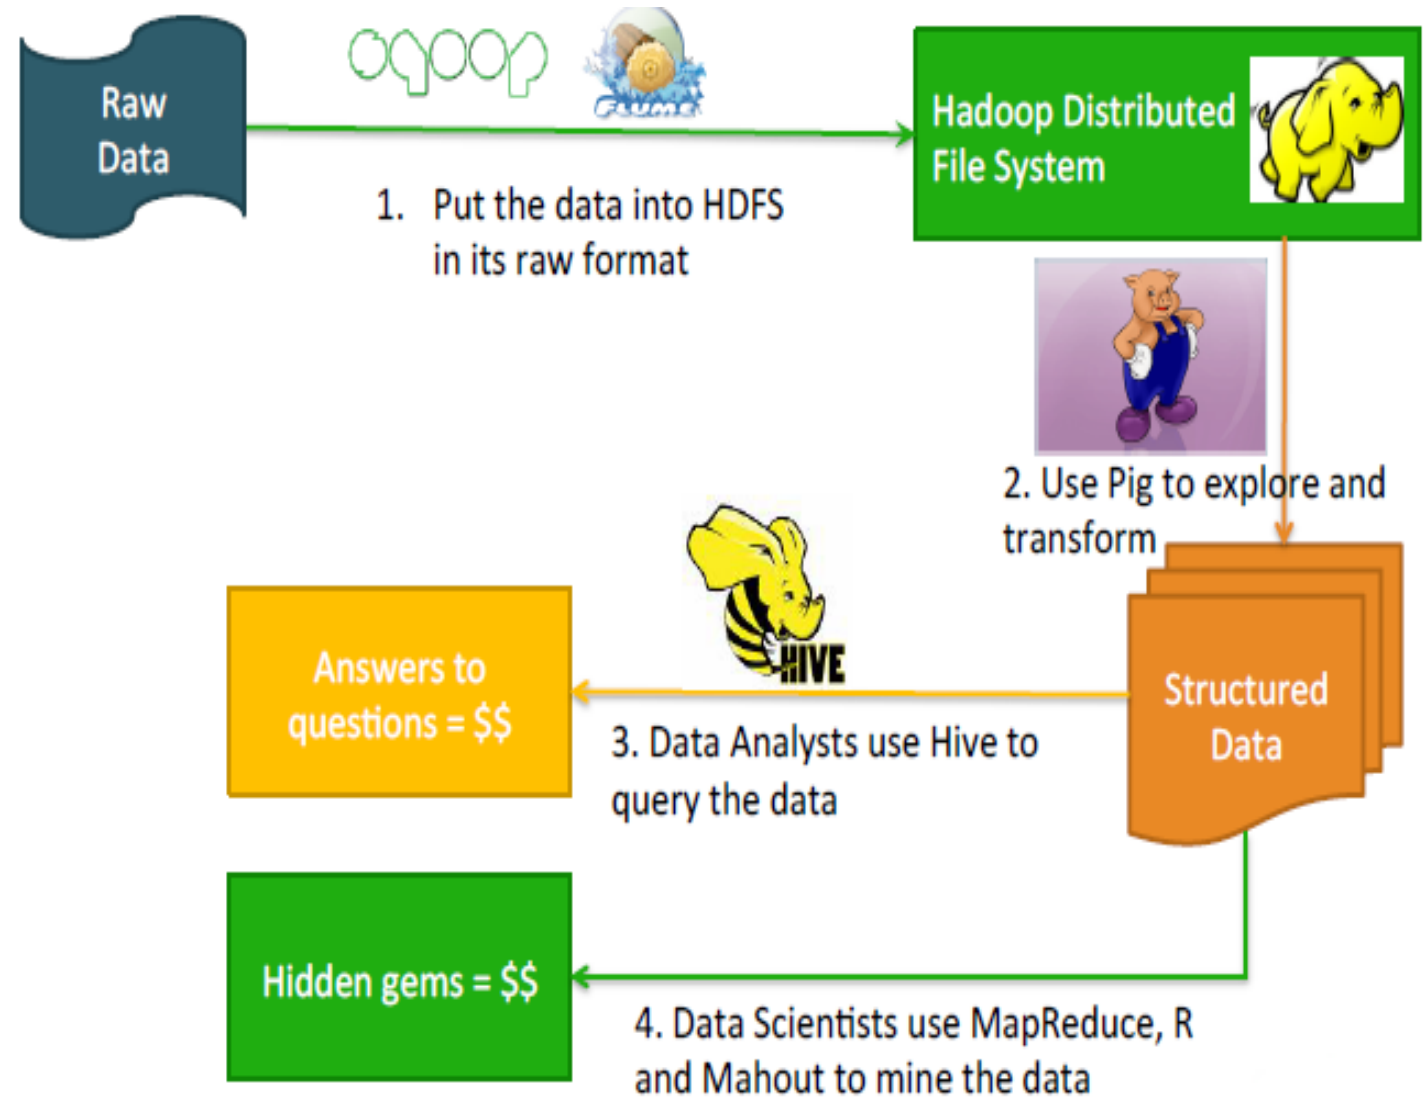 Raw
Data
sqoop
FLUME
Hadoop Distributed
File System
1. Put the data into HDFS
in its raw format
2. Use Pig to explore and
transform
HIVE
Answers to
questions = $$
Structured
Data
3. Data Analysts use Hive to
query the data
Hidden gems = $$
4. Data Scientists use MapReduce, R
and Mahout to mine the data